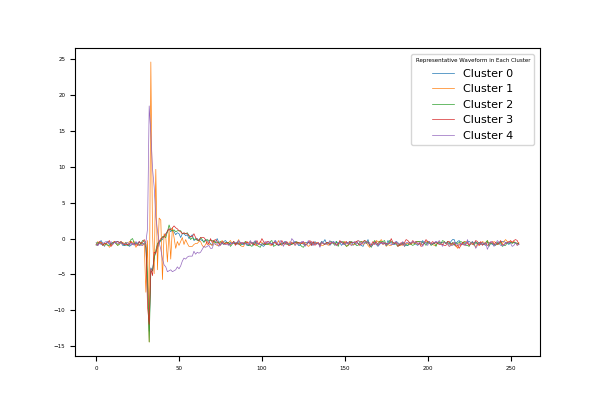 Representative Waveform in Each Cluster
Cluster 0
Cluster 1
Cluster 2
Cluster 3
Cluster 4
25
20
15
10
5
0
−5
−10
−15
0 50 100 150 200 250